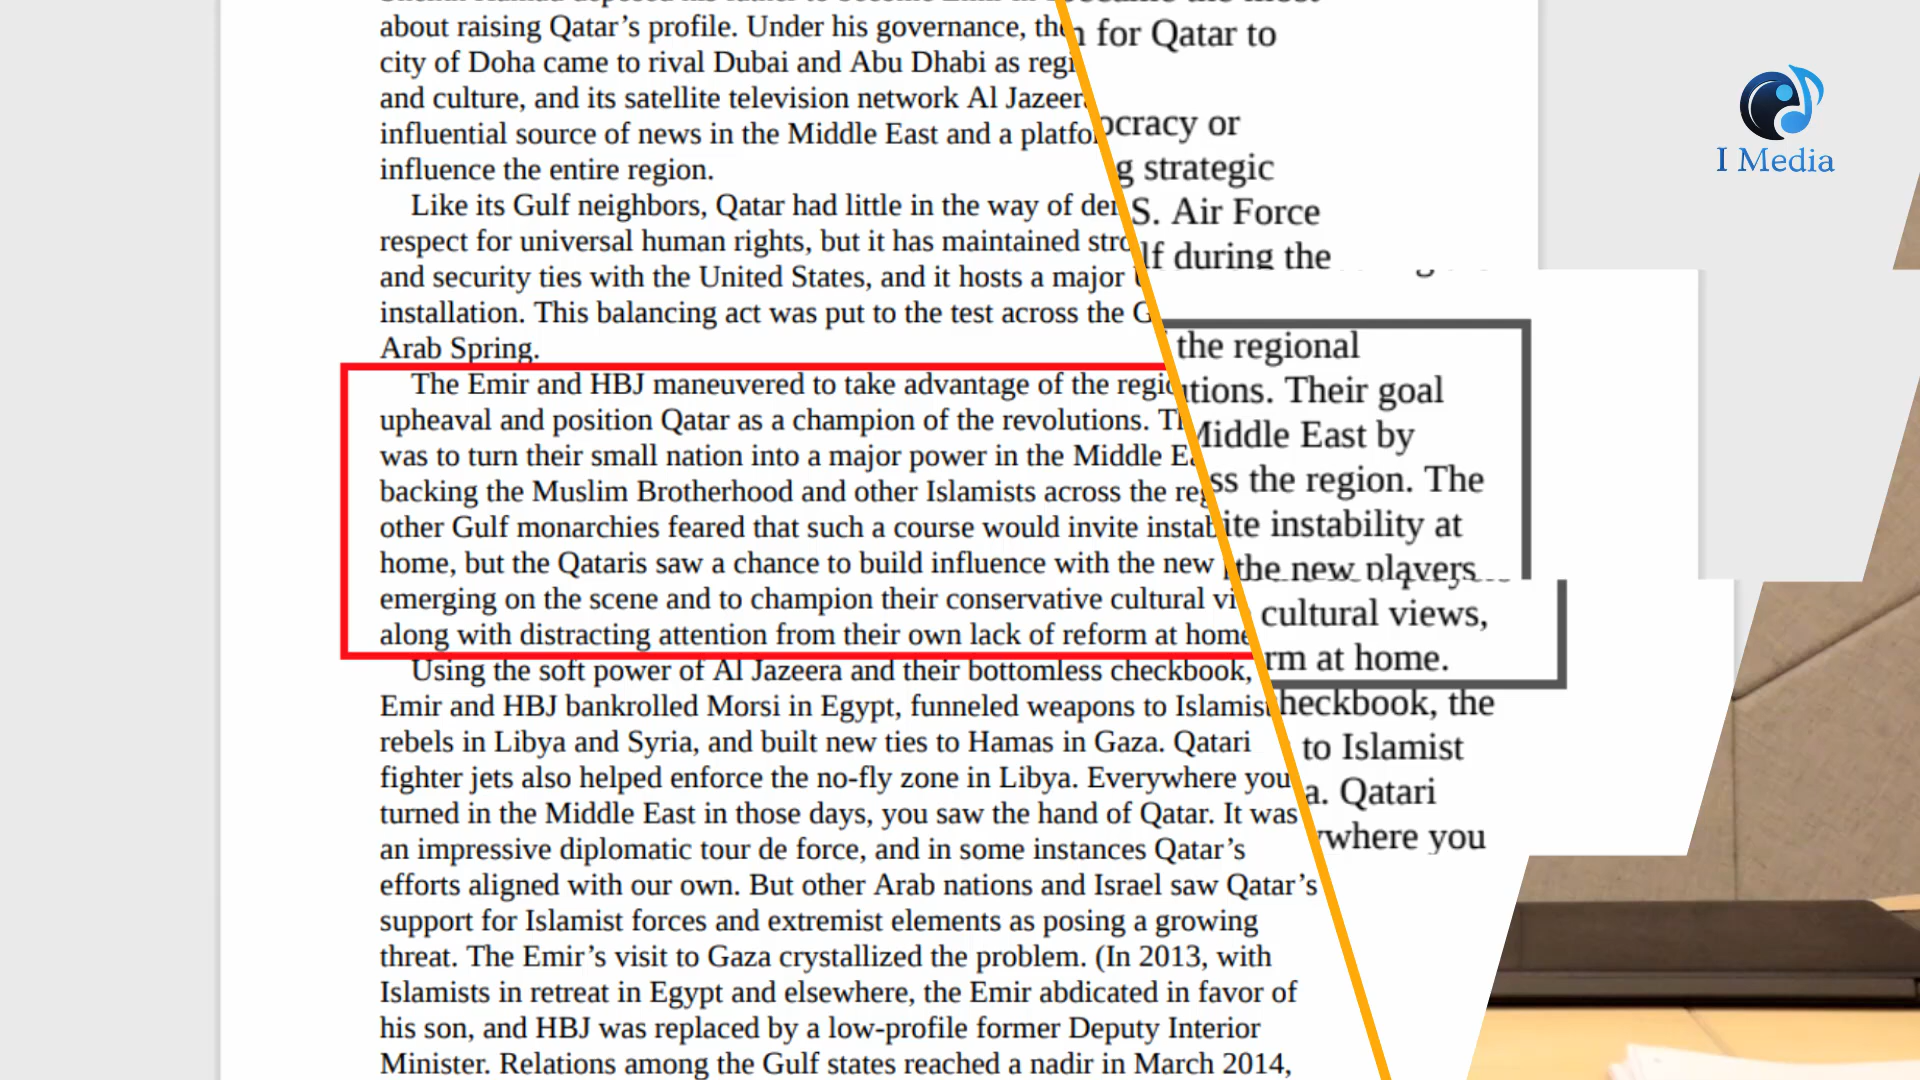 about raising Qatar’s profile. Under his governance, the
city of Doha came to rival Dubai and Abu Dhabi as regi
and culture, and its satellite television network Al Jazeer
influential source of news in the Middle East and a platfo
influence the entire region.
Like its Gulf neighbors, Qatar had little in the way of de
respect for universal human rights, but it has maintained stro
and security ties with the United States, and it hosts a major
installation. This balancing act was put to the test across the G
Arab Spring.
The Emir and HBJ maneuvered to take advantage of the regio
upheaval and position Qatar as a champion of the revolutions. Th
was to turn their small nation into a major power in the Middle Ea
backing the Muslim Brotherhood and other Islamists across the reg
other Gulf monarchies feared that such a course would invite instab
home, but the Qataris saw a chance to build influence with the new
emerging on the scene and to champion their conservative cultural vi
along with distracting attention from their own lack of reform at home
Using the soft power of Al Jazeera and their bottomless checkbook,
Emir and HBJ bankrolled Morsi in Egypt, funneled weapons to Islamist
rebels in Libya and Syria, and built new ties to Hamas in Gaza. Qatari
fighter jets also helped enforce the no-fly zone in Libya. Everywhere you
turned in the Middle East in those days, you saw the hand of Qatar. It was
an impressive diplomatic tour de force, and in some instances Qatar’s
efforts aligned with our own. But other Arab nations and Israel saw Qatar’s
support for Islamist forces and extremist elements as posing a growing
threat. The Emir’s visit to Gaza crystallized the problem. (In 2013, with
Islamists in retreat in Egypt and elsewhere, the Emir abdicated in favor of
his son, and HBJ was replaced by a low-profile former Deputy Interior
Minister. Relations among the Gulf states reached a nadir in March 2014,
for Qatar to
ocracy or
g strategic
S. Air Force
lf during the
the regional
tions. Their goal
Middle East by
ss the region. The
ite instability at
the new players
cultural views,
rm at home.
heckbook, the
to Islamist
a. Qatari
where you
I Media